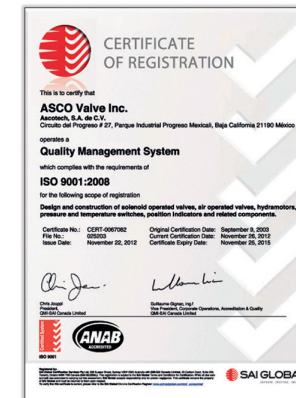 CERTIFICATE
OF REGISTRATION
This is to certify that
ASCO Valve Inc.
Ascotech, S.A. de C.V.
Circuito del Progreso # 27, Parque Industrial Progreso Mexicali, Baja California 21190 México
operates a
Quality Management System
which complies with the requirements of
ISO 9001:2008
for the following scope of registration
Design and construction of solenoid operated valves, air operated valves, hydramotors,
pressure and temperature switches, position indicators and related components.
Certificate No.: CERT-0067082 Original Certification Date: September 9, 2003
File No.: 025203 Current Certification Date: November 26, 2012
Issue Date: November 22, 2012 Certificate Expiry Date: November 25, 2015
Chris Jouppi
President,
QMI-SAI Canada Limited
Guillaume Gignac, ing.f
Vice President, Corporate Operations, Accreditation & Quality
QMI-SAI Canada Limited
ANAB
ACCREDITED
ISO 9001
SAI GLOBA